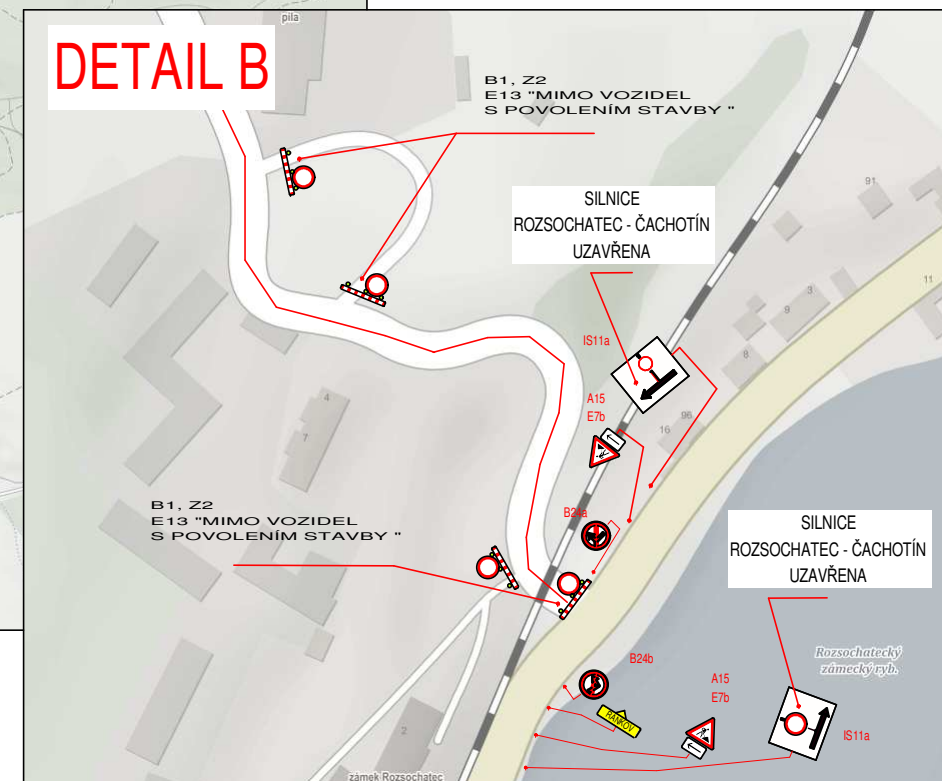 pila
DETAIL B
B1, Z2
E13 "MIMO VOZIDEL
S POVOLENÍM STAVBY "
SILNICE
ROZSOCHATEC - ČACHOTÍN
UZAVŘENA
91
11
3
9
8
IS11a
A15
E7b
96
16
4
7
B24a
B1, Z2
E13 "MIMO VOZIDEL
S POVOLENÍM STAVBY "
SILNICE
ROZSOCHATEC - ČACHOTÍN
UZAVŘENA
Rozsochatecký
zámecký ryb.
B24b
A15
E7b
RANKOV
IS11a
2
zámek Rozsochatec